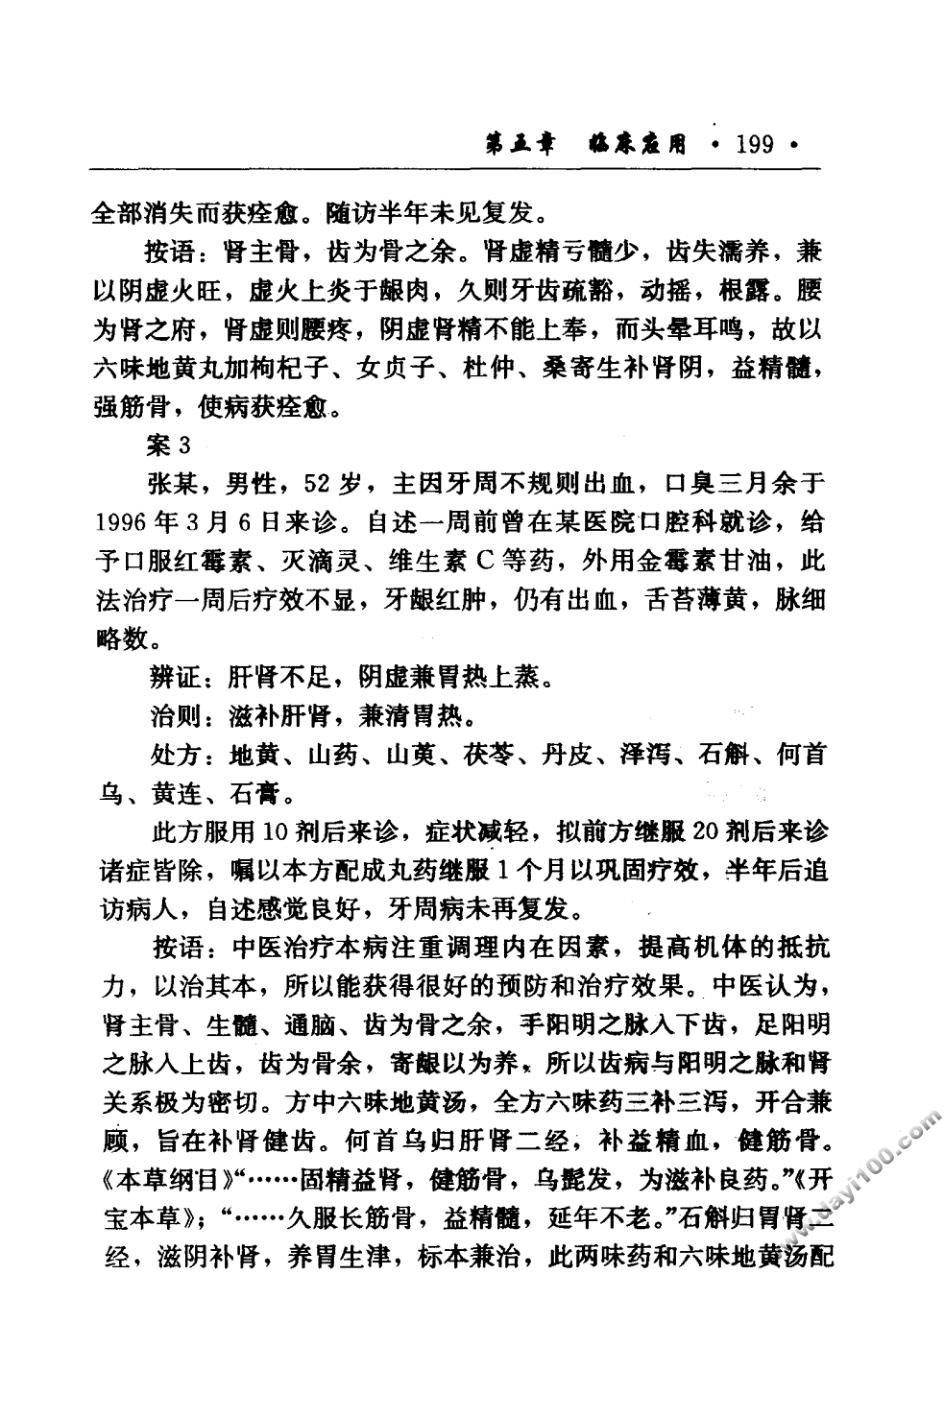 第五章 临床应用 · 199 ·
全部消失而获痊愈。随访半年未见复发。
按语：肾主骨，齿为骨之余。肾虚精亏髓少，齿失濡养，兼
以阴虚火旺，虚火上炎于龈肉，久则牙齿疏豁，动摇，根露。腰
为肾之府，肾虚则腰疼，阴虚肾精不能上奉，而头晕耳鸣，故以
六味地黄丸加枸杞子、女贞子、杜仲、桑寄生补肾阴，益精髓，
强筋骨，使病获痊愈。
案 3
张某，男性，52 岁，主因牙周不规则出血，口臭三月余于
1996 年 3 月 6 日来诊。自述一周前曾在某医院口腔科就诊，给
予口服红霉素、灭滴灵、维生素 C 等药，外用金霉素甘油，此
法治疗一周后疗效不显，牙龈红肿，仍有出血，舌苔薄黄，脉细
略数。
辨证：肝肾不足，阴虚兼胃热上蒸。
治则：滋补肝肾，兼清胃热。
处方：地黄、山药、山萸、茯苓、丹皮、泽泻、石斛、何首
乌、黄连、石膏。
此方服用 10 剂后来诊，症状减轻，拟前方继服 20 剂后来诊
诸症皆除，嘱以本方配成丸药继服 1 个月以巩固疗效，半年后追
访病人，自述感觉良好，牙周病未再复发。
按语：中医治疗本病注重调理内在因素，提高机体的抵抗
力，以治其本，所以能获得很好的预防和治疗效果。中医认为，
肾主骨、生髓、通脑、齿为骨之余，手阳明之脉入下齿，足阳明
之脉入上齿，齿为骨余，寄龈以为养，所以齿病与阳明之脉和肾
关系极为密切。方中六味地黄汤，全方六味药三补三泻，开合兼
顾，旨在补肾健齿。何首乌归肝肾二经，补益精血，健筋骨。
《本草纲目》“……固精益肾，健筋骨，乌髭发，为滋补良药。”《开
宝本草》；“……久服长筋骨，益精髓，延年不老。”石斛归胃肾二
经，滋阴补肾，养胃生津，标本兼治，此两味药和六味地黄汤配
www.dayi100.com